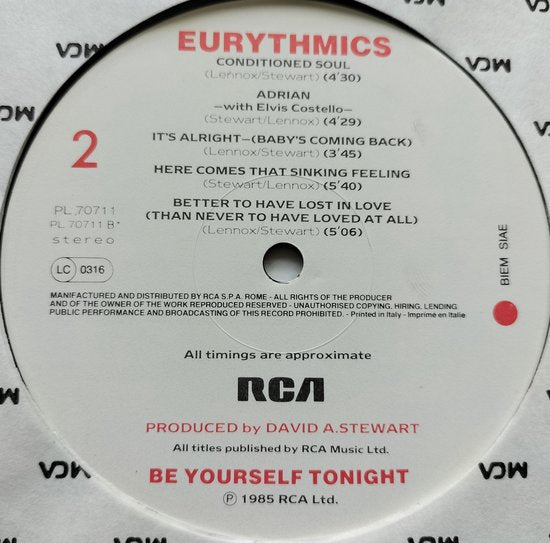 EURYTHMICS
CONDITIONED SOUL
(Lennox/Stewart) (4'30)
ADRIAN
—with Elvis Costello—
(Stewart/Lennox) (4'29)
IT'S ALRIGHT—(BABY'S COMING BACK)
(Lennox/Stewart) (3'45)
HERE COMES THAT SINKING FEELING
(Stewart/Lennox) (5'40)
BETTER TO HAVE LOST IN LOVE
(THAN NEVER TO HAVE LOVED AT ALL)
(Lennox/Stewart) (5'06)
2
PL 70711
PL 70711 B*
stereo
LC 0316
BIEM SIAE
MANIFACTURED AND DISTRIBUTED BY RCA S.P.A. ROME - ALL RIGHTS OF THE PRODUCER
AND OF THE OWNER OF THE WORK REPRODUCED RESERVED - UNAUTHORISED COPYING, HIRING, LENDING
PUBLIC PERFORMANCE AND BROADCASTING OF THIS RECORD PROHIBITED. - Printed in Italy - Imprimé en Italie
All timings are approximate
RCA
PRODUCED by DAVID A.STEWART
All titles published by RCA Music Ltd.
BE YOURSELF TONIGHT
Ⓟ 1985 RCA Ltd.
MCA
MCA
MCA
MCA
MCA
MCA
MCA
MCA
MCA
MCA